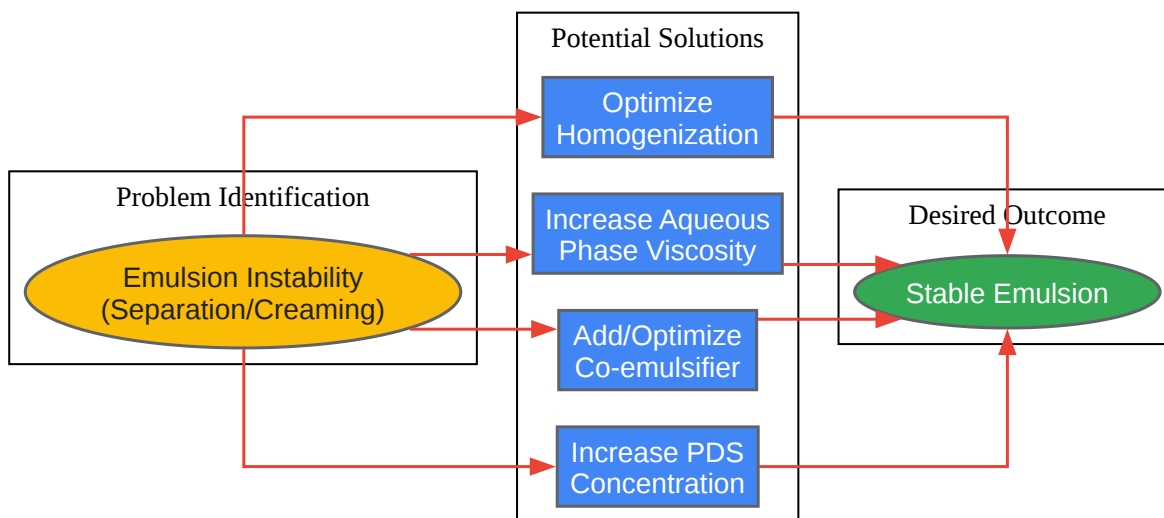 Potential Solutions
Optimize
Homogenization
Problem Identification
Emulsion Instability
(Separation/Creaming)
Increase Aqueous
Phase Viscosity
Add/Optimize
Co-emulsifier
Increase PDS
Concentration
Desired Outcome
Stable Emulsion